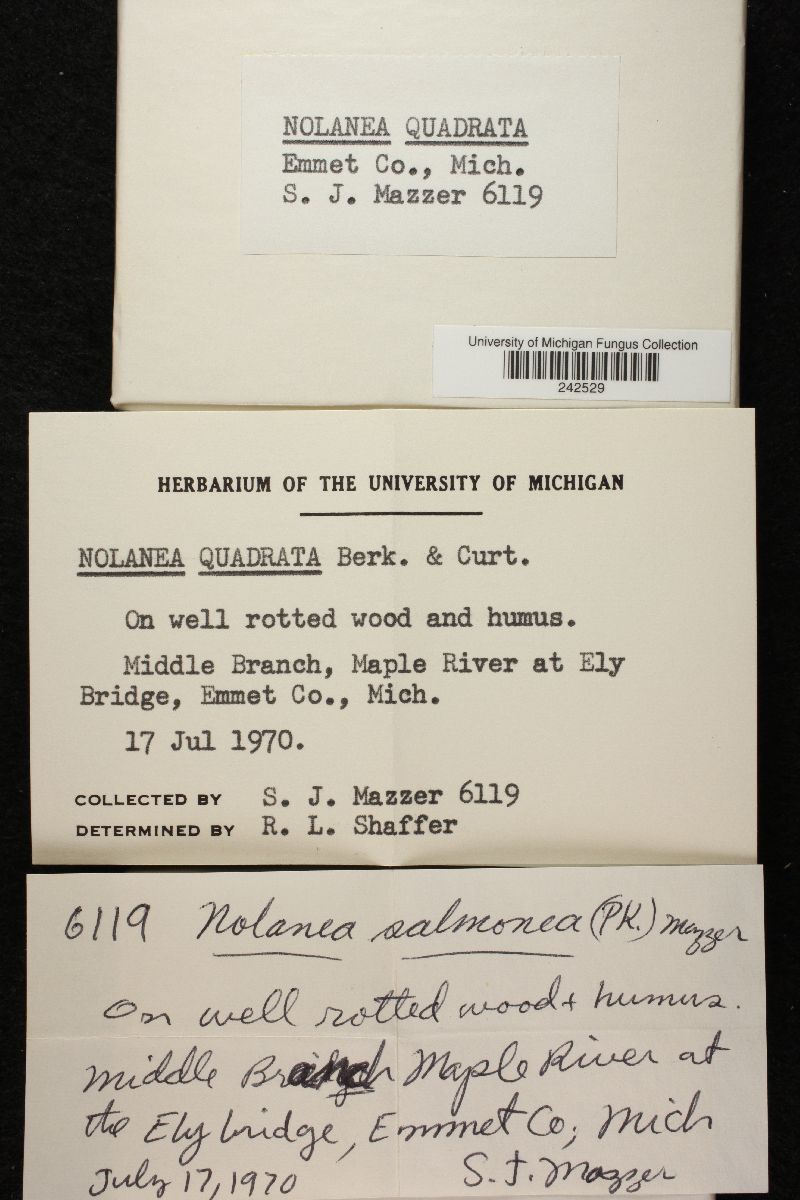 NOLANEA QUADRATA
Emmet Co., Mich.
S. J. Mazzer 6119
University of Michigan Fungus Collection
242529
HERBARIUM OF THE UNIVERSITY OF MICHIGAN
NOLANEA QUADRATA Berk. & Curt.
On well rotted wood and humus.
Middle Branch, Maple River at Ely
Bridge, Emmet Co., Mich.
17 Jul 1970.
COLLECTED BY S. J. Mazzer 6119
DETERMINED BY R. L. Shaffer
6119 Nolanea salmonea (PK.) Mazzer
On well rotted wood + humus.
Middle Branch Maple River at
the Ely bridge, Emmet Co; Mich
July 17, 1970 S. J. Mazzer